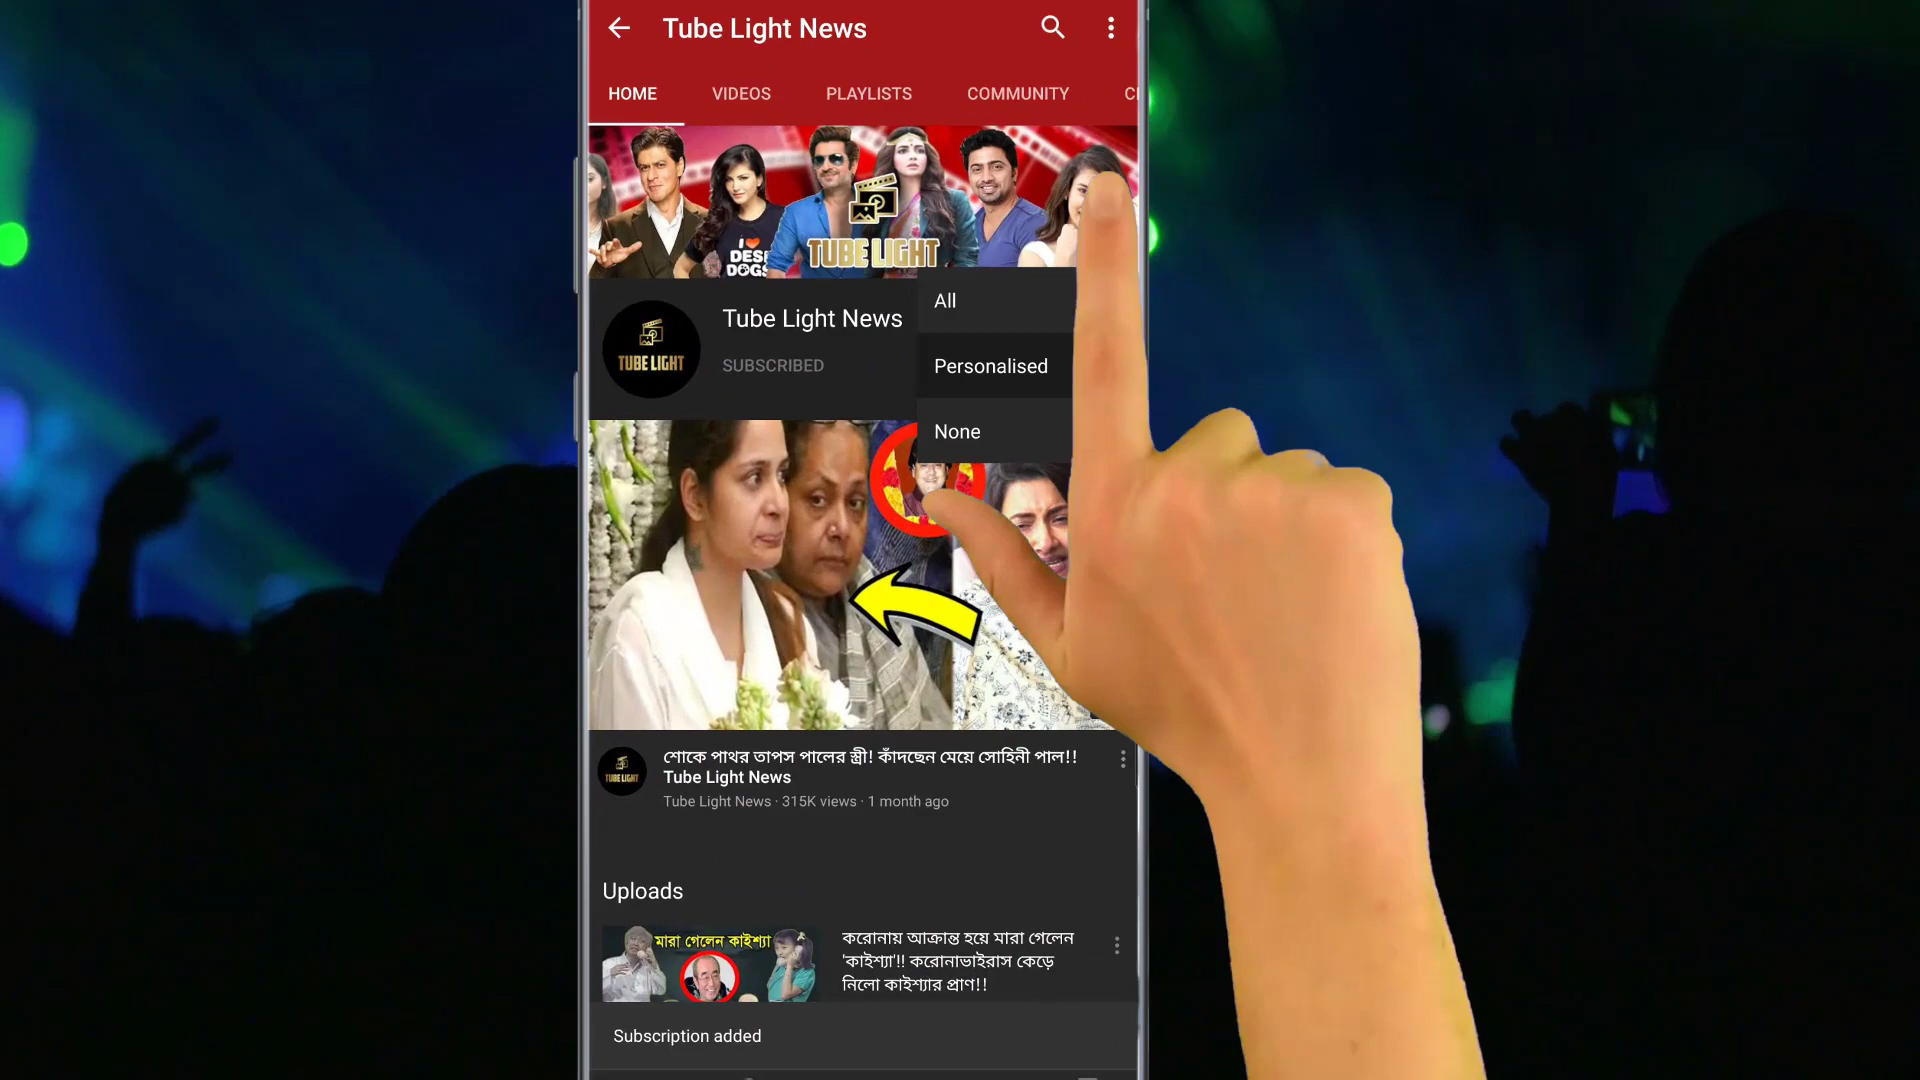 Tube Light News
HOME VIDEOS PLAYLISTS COMMUNITY
I ❤ DESI
DOGS
TUBE LIGHT
All
Tube Light News
Personalised
SUBSCRIBED
TUBE LIGHT
None
শোকে পাথর তাপস পালের স্ত্রী! কাঁদছেন মেয়ে সোহিনী পাল!!
Tube Light News
TUBE LIGHT
Tube Light News · 315K views · 1 month ago
Uploads
মারা গেলেন কাইশ্যা
করোনায় আক্রান্ত হয়ে মারা গেলেন
'কাইশ্যা'!! করোনাভাইরাস কেড়ে
নিলো কাইশ্যার প্রাণ!!
Subscription added